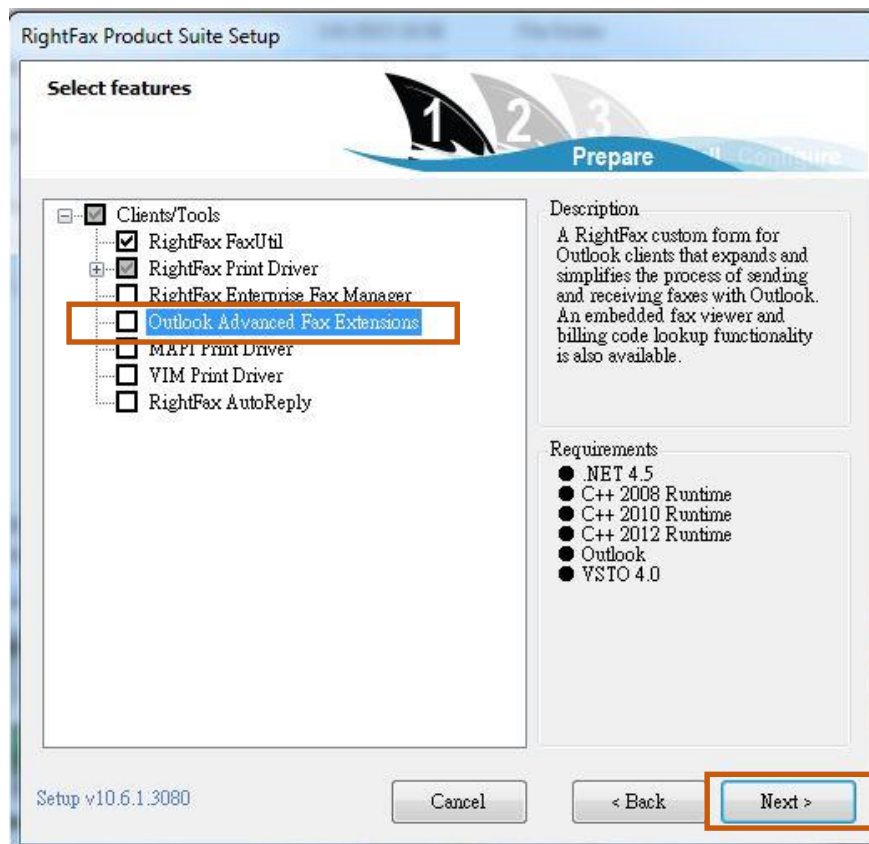 RightFax Product Suite Setup
Select features
1 2 3
Prepare
Configure
Clients/Tools
RightFax FaxUtil
RightFax Print Driver
RightFax Enterprise Fax Manager
Outlook Advanced Fax Extensions
MAPI Print Driver
VIM Print Driver
RightFax AutoReply
Description
A RightFax custom form for
Outlook clients that expands and
simplifies the process of sending
and receiving faxes with Outlook.
An embedded fax viewer and
billing code lookup functionality
is also available.
Requirements
.NET 4.5
C++ 2008 Runtime
C++ 2010 Runtime
C++ 2012 Runtime
Outlook
VSTO 4.0
Setup v10.6.1.3080
Cancel
< Back
Next >